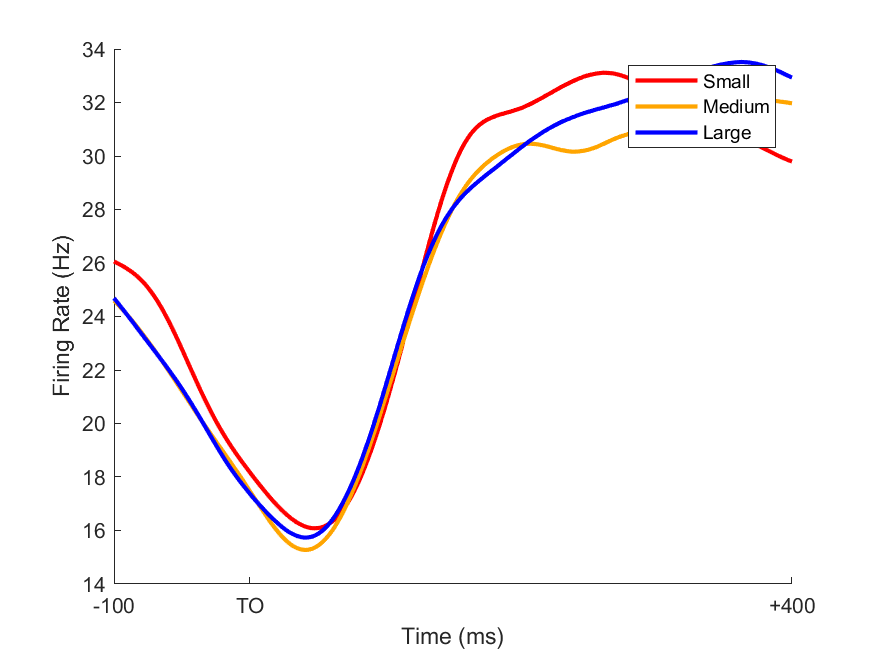 34
32
30
28
26
24
22
20
18
16
14
Firing Rate (Hz)
-100
TO
+400
Time (ms)
Small
Medium
Large